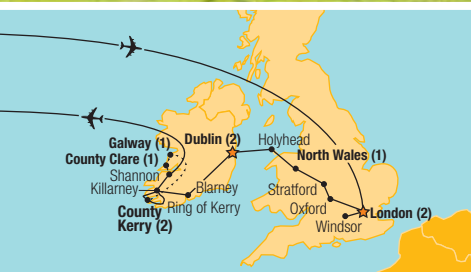 Galway (1)
Dublin (2)
Holyhead
County Clare (1)
North Wales (1)
Shannon
Killarney
Blarney
Stratford
Ring of Kerry
Oxford
County
Kerry (2)
London (2)
Windsor